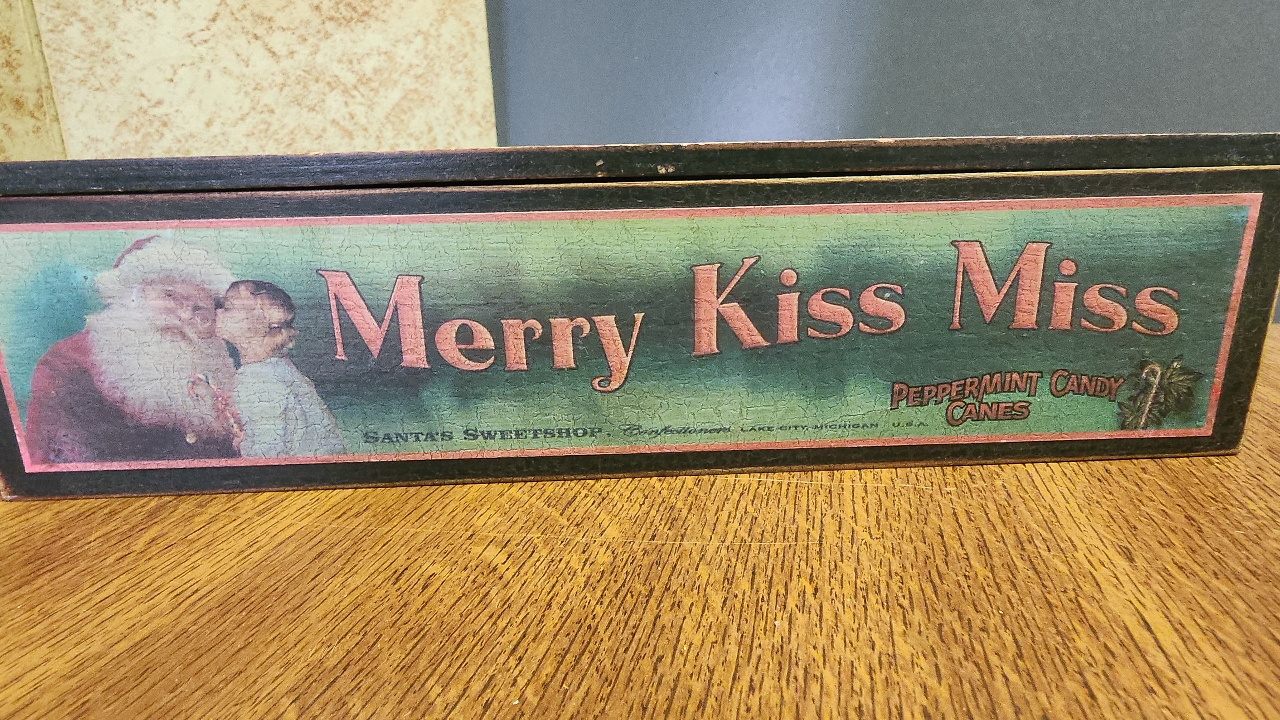 Merry Kiss Miss
PEPPERMINT CANDY
CANES
SANTA'S SWEETSHOP, Confectioners LAKE CITY, MICHIGAN U.S.A.